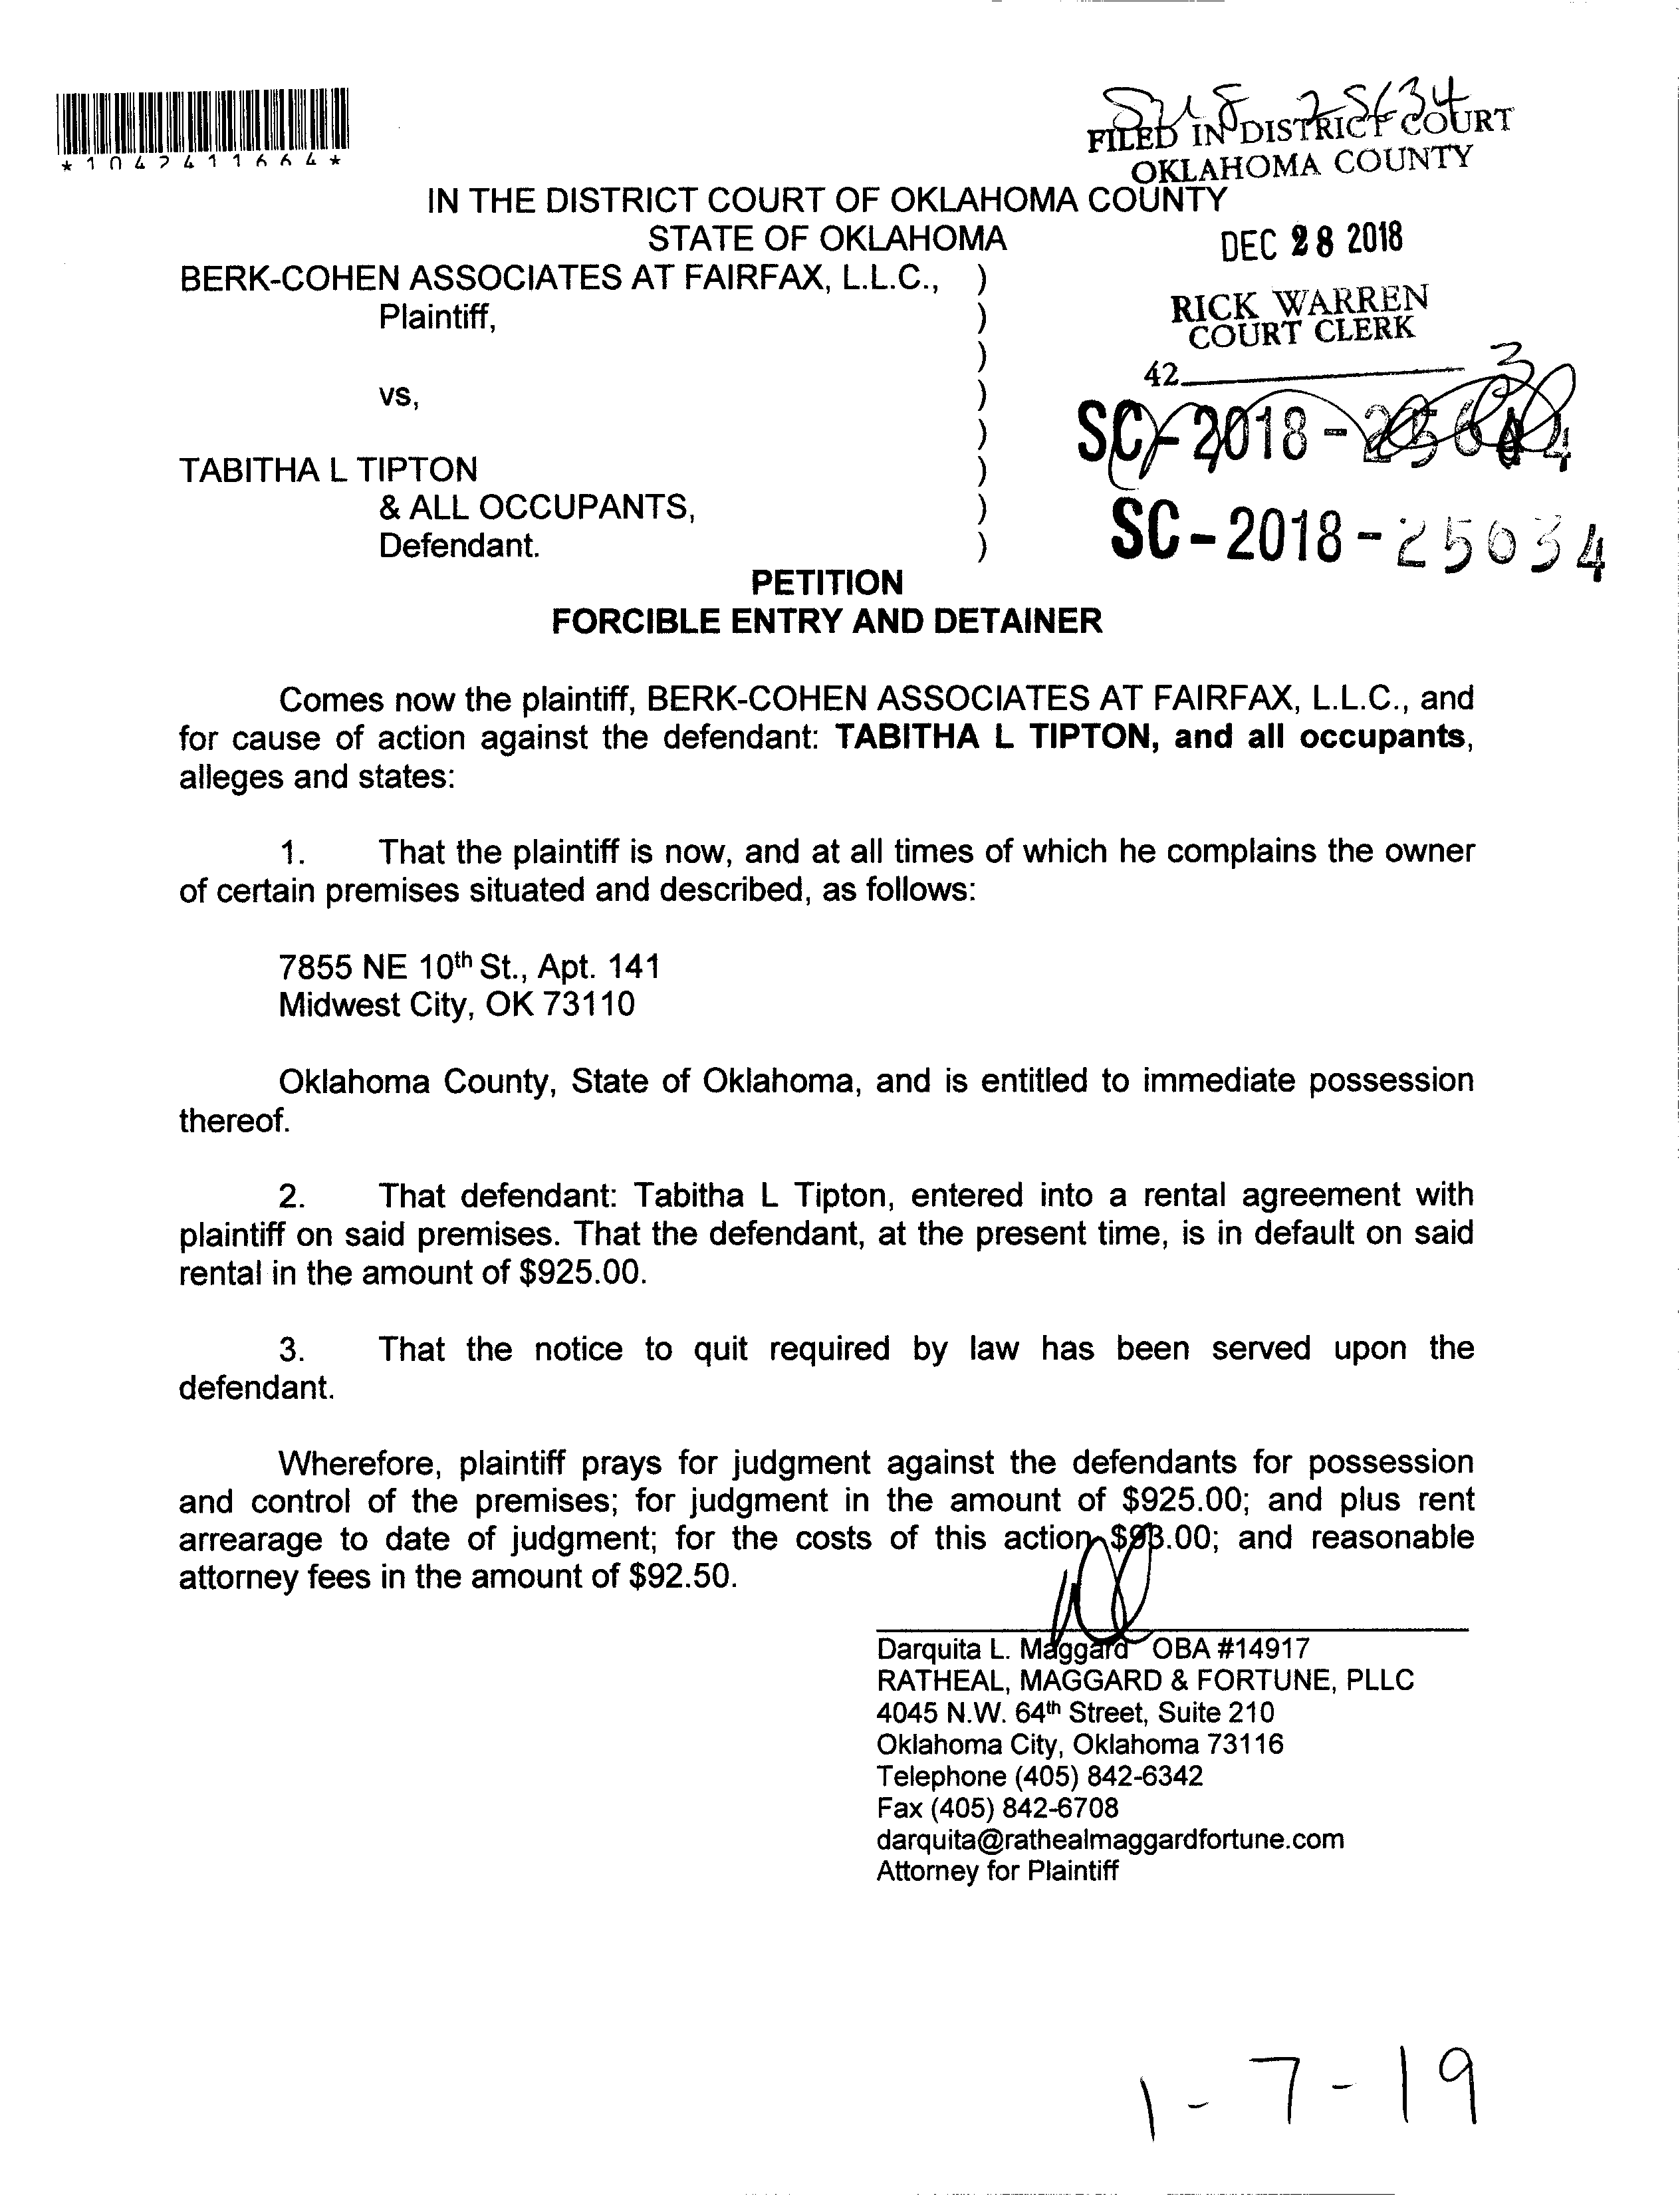 *1042411664*
FILED IN DISTRICT COURT
OKLAHOMA COUNTY
IN THE DISTRICT COURT OF OKLAHOMA COUNTY
STATE OF OKLAHOMA
DEC 28 2018
BERK-COHEN ASSOCIATES AT FAIRFAX, L.L.C., )
Plaintiff, )
RICK WARREN
COURT CLERK
)
42
vs, )
SC-2018-
)
TABITHA L TIPTON )
& ALL OCCUPANTS, )
SC-2018-25634
Defendant. )
PETITION
FORCIBLE ENTRY AND DETAINER
Comes now the plaintiff, BERK-COHEN ASSOCIATES AT FAIRFAX, L.L.C., and
for cause of action against the defendant: TABITHA L TIPTON, and all occupants,
alleges and states:
1. That the plaintiff is now, and at all times of which he complains the owner
of certain premises situated and described, as follows:
7855 NE 10th St., Apt. 141
Midwest City, OK 73110
Oklahoma County, State of Oklahoma, and is entitled to immediate possession
thereof.
2. That defendant: Tabitha L Tipton, entered into a rental agreement with
plaintiff on said premises. That the defendant, at the present time, is in default on said
rental in the amount of $925.00.
3. That the notice to quit required by law has been served upon the
defendant.
Wherefore, plaintiff prays for judgment against the defendants for possession
and control of the premises; for judgment in the amount of $925.00; and plus rent
arrearage to date of judgment; for the costs of this action $93.00; and reasonable
attorney fees in the amount of $92.50.
Darquita L. Maggard OBA #14917
RATHEAL, MAGGARD & FORTUNE, PLLC
4045 N.W. 64th Street, Suite 210
Oklahoma City, Oklahoma 73116
Telephone (405) 842-6342
Fax (405) 842-6708
darquita@rathealmaggardfortune.com
Attorney for Plaintiff
1-7-19